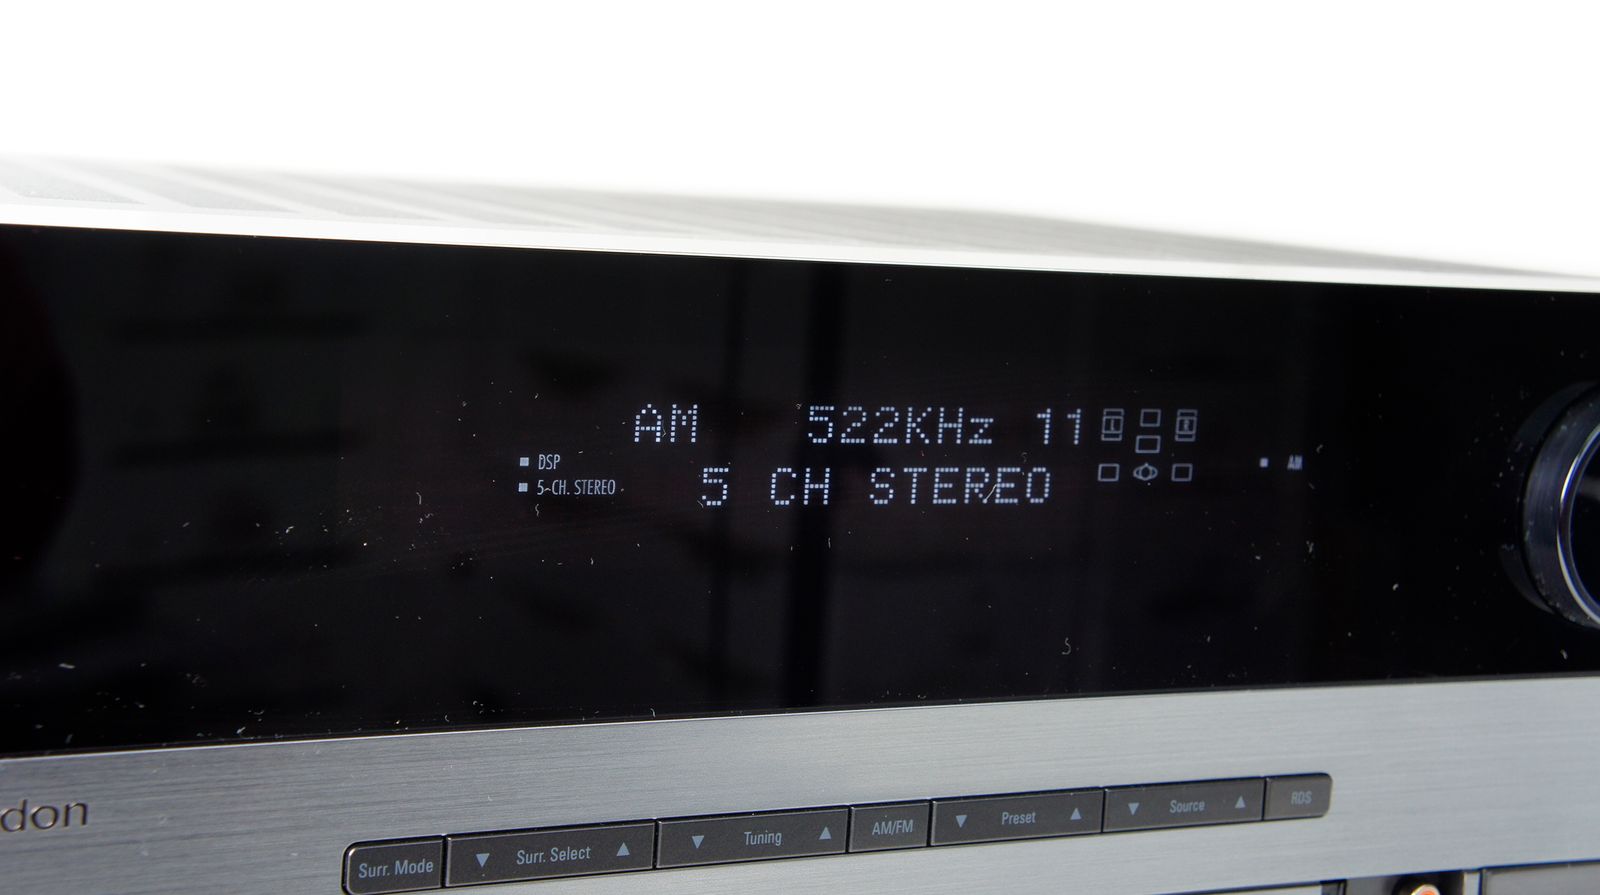 AM 522KHz 11 L R
DSP
AM
5-CH. STEREO
5 CH STEREO
don
Surr. Mode ▼ Surr. Select ▲ ▼ Tuning ▲ AM/FM ▼ Preset ▲ ▼ Source ▲ RDS